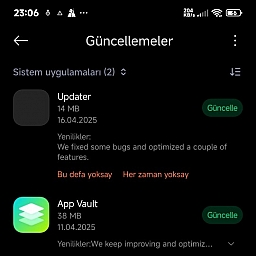 23:06
204 KB/s
61
Güncellemeler
Sistem uygulamaları (2)
Updater
14 MB
Güncelle
16.04.2025
Yenilikler:
We fixed some bugs and optimized a couple of
features.
Bu defa yoksay Her zaman yoksay
App Vault
38 MB
Güncelle
11.04.2025
Yenilikler:We keep improving and optimiz...